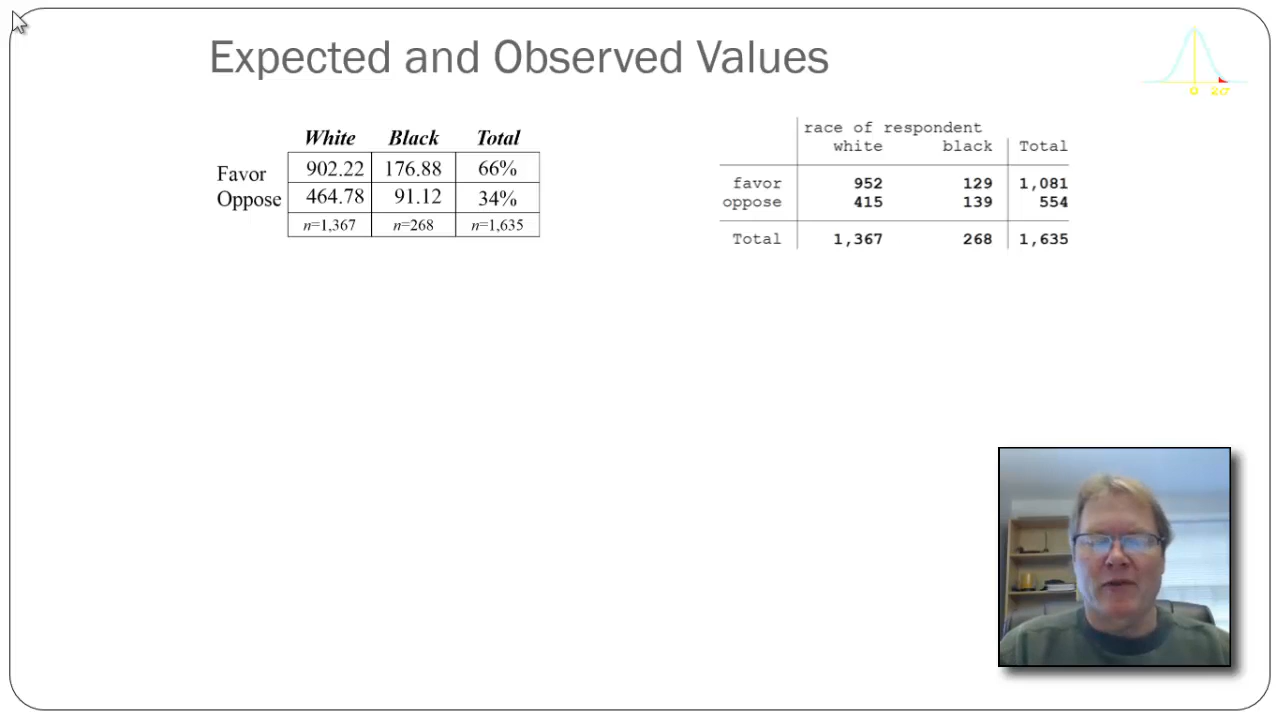 Expected and Observed Values
0 2σ
White Black Total
Favor 902.22 176.88 66%
Oppose 464.78 91.12 34%
n=1,367 n=268 n=1,635
race of respondent
white black Total
favor 952 129 1,081
oppose 415 139 554
Total 1,367 268 1,635